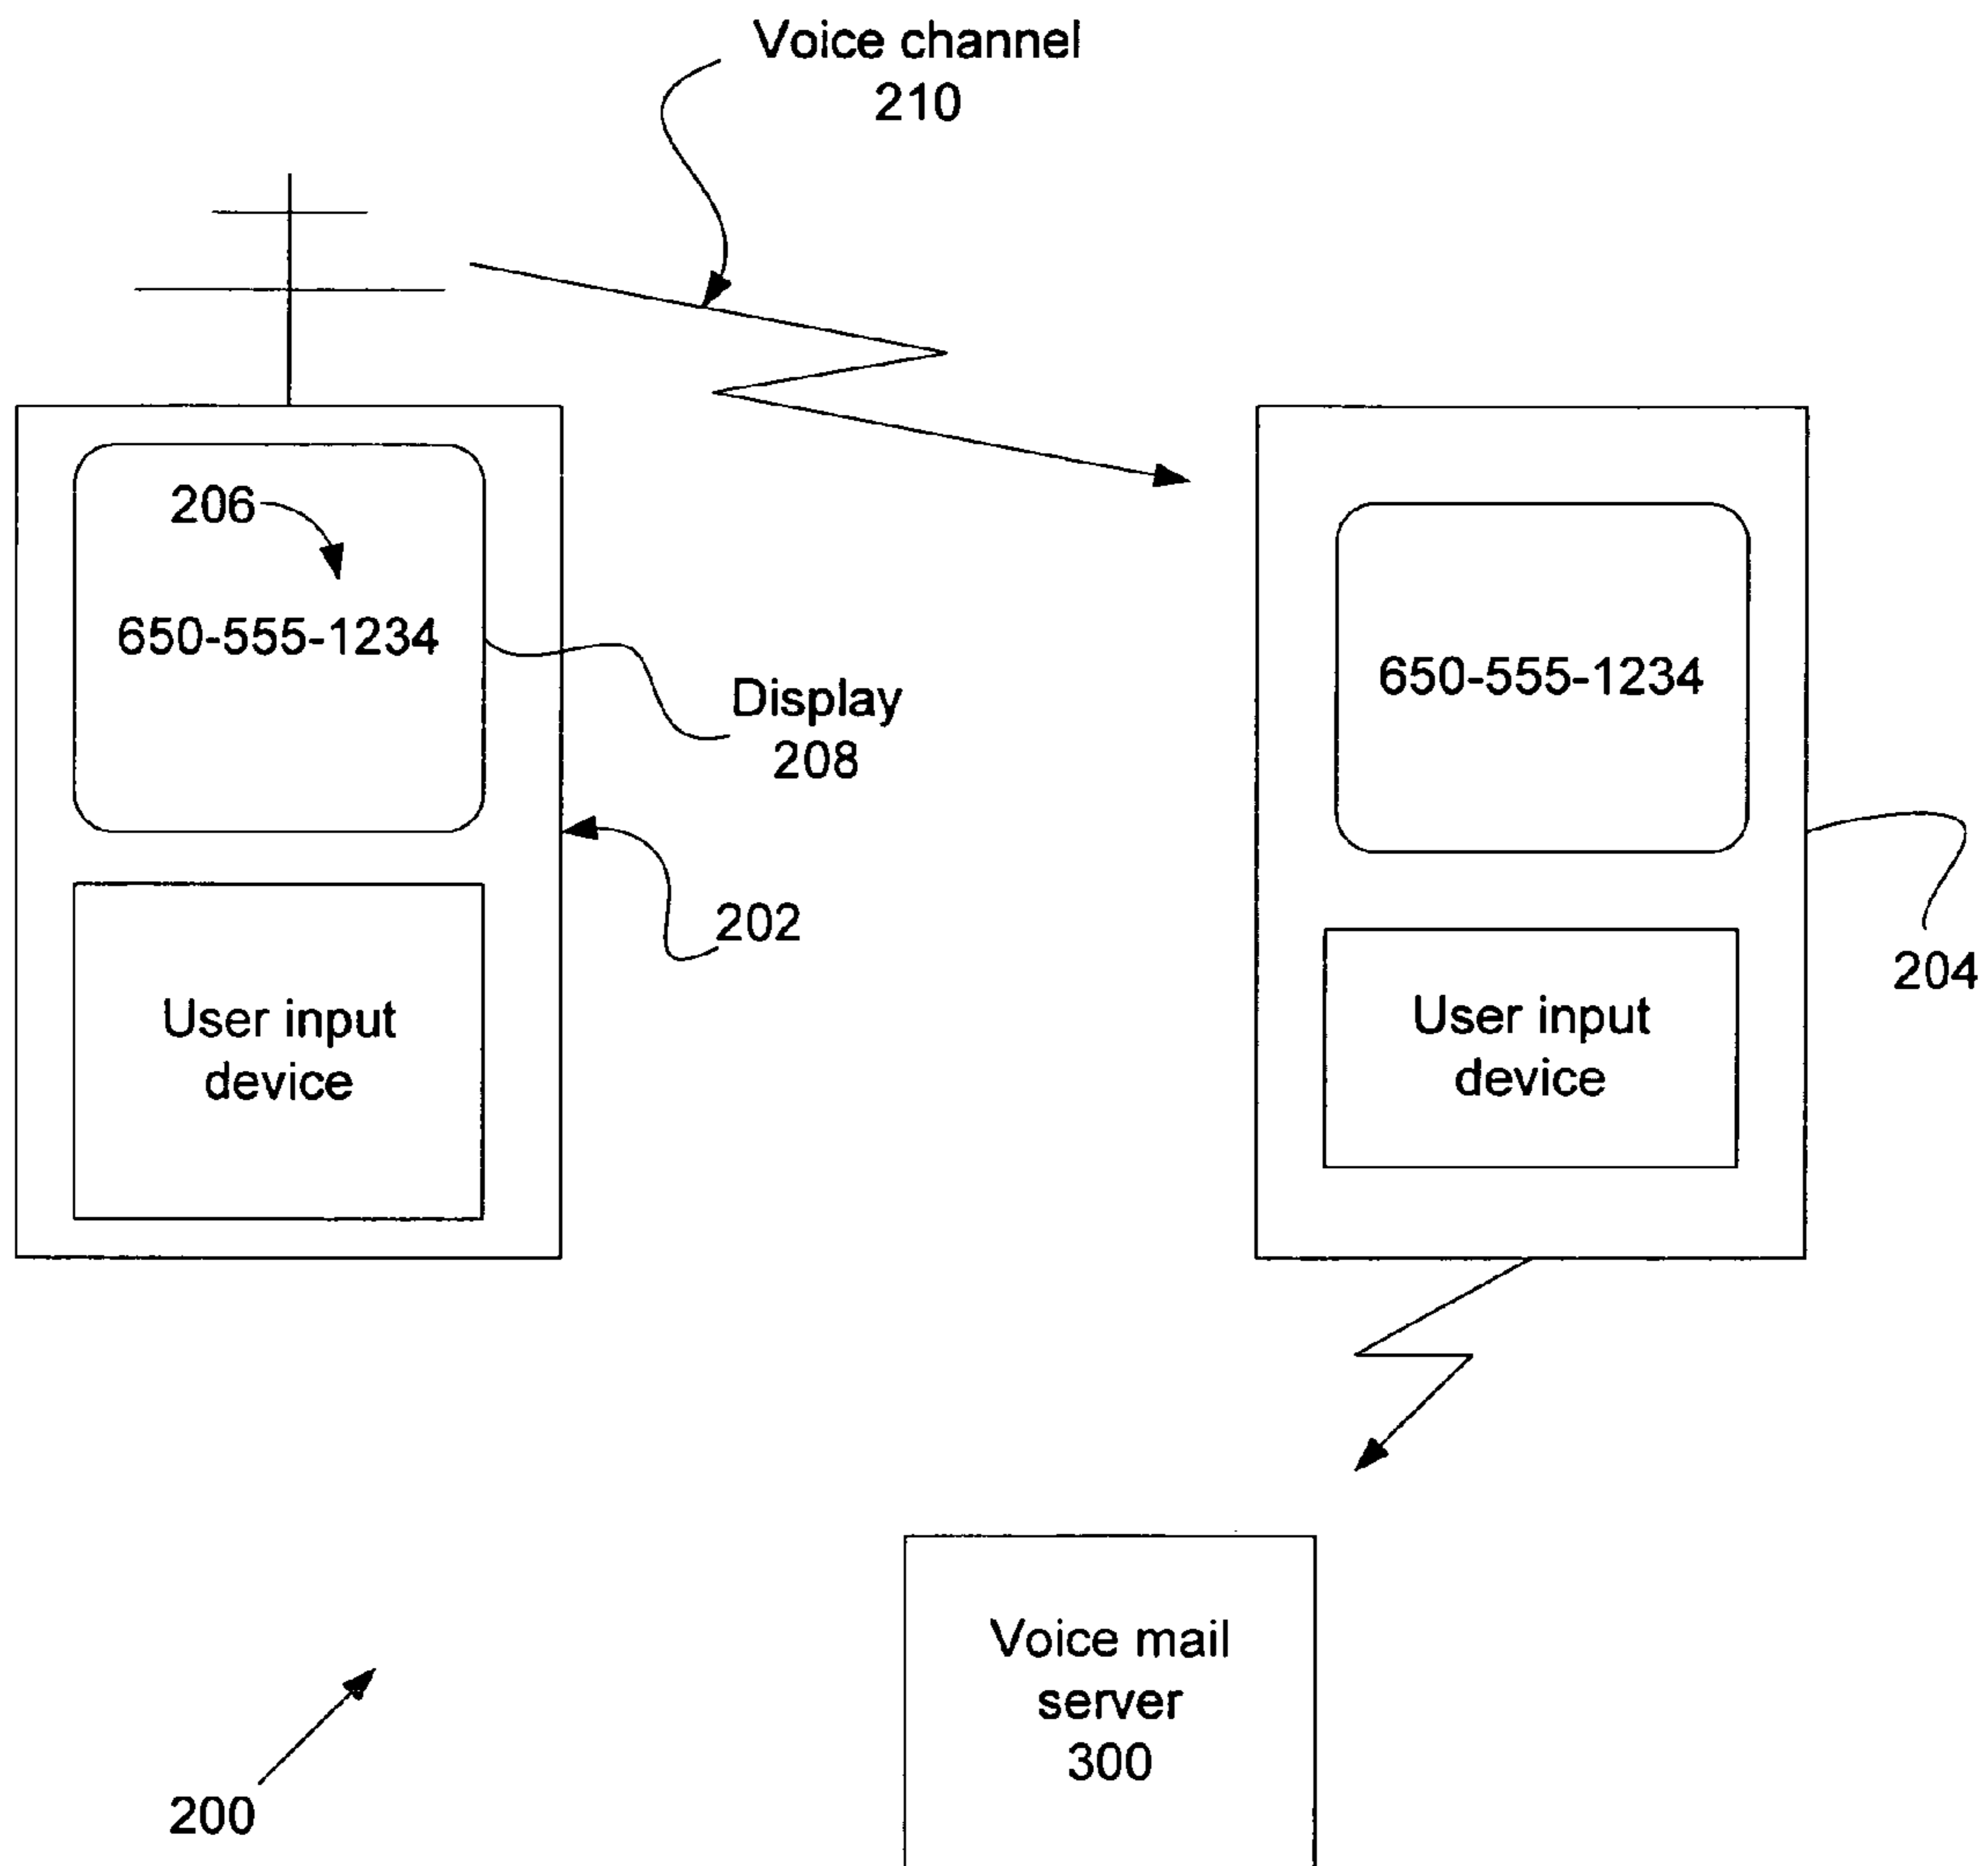 Voice channel
210
206
650-555-1234
Display
208
650-555-1234
202
204
User input
device
User input
device
Voice mail
server
300
200